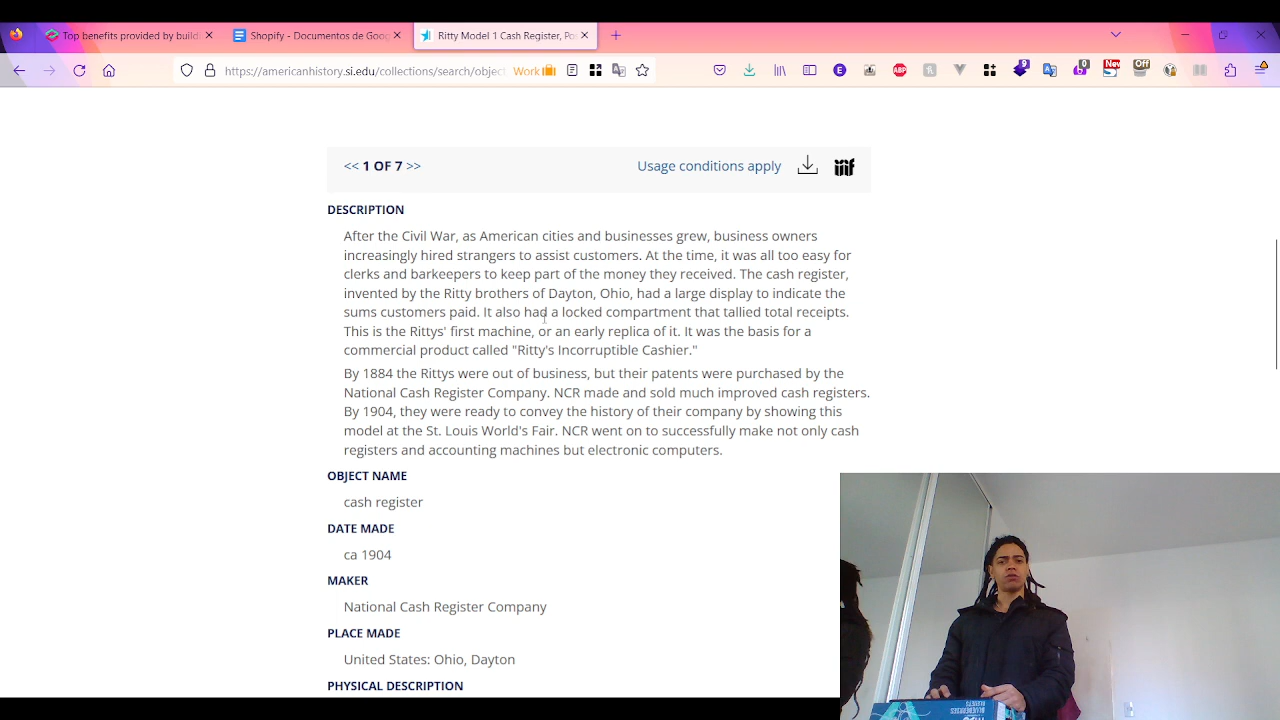 Top benefits provided by build
Shopify - Documentos de Goog
Ritty Model 1 Cash Register, Po
https://americanhistory.si.edu/collections/search/object
Work
E
ABP
9
0
New
Off
<< 1 OF 7 >>
Usage conditions apply
iiif
DESCRIPTION
After the Civil War, as American cities and businesses grew, business owners
increasingly hired strangers to assist customers. At the time, it was all too easy for
clerks and barkeepers to keep part of the money they received. The cash register,
invented by the Ritty brothers of Dayton, Ohio, had a large display to indicate the
sums customers paid. It also had a locked compartment that tallied total receipts.
This is the Rittys' first machine, or an early replica of it. It was the basis for a
commercial product called "Ritty's Incorruptible Cashier."
By 1884 the Rittys were out of business, but their patents were purchased by the
National Cash Register Company. NCR made and sold much improved cash registers.
By 1904, they were ready to convey the history of their company by showing this
model at the St. Louis World's Fair. NCR went on to successfully make not only cash
registers and accounting machines but electronic computers.
OBJECT NAME
cash register
DATE MADE
ca 1904
MAKER
National Cash Register Company
PLACE MADE
United States: Ohio, Dayton
PHYSICAL DESCRIPTION